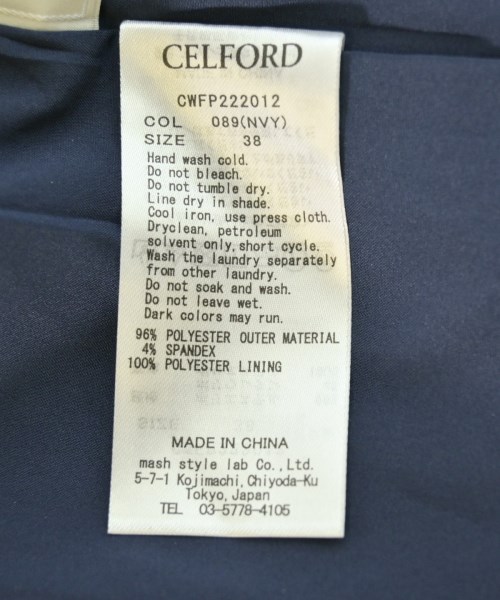 CELFORD
CWFP222012
COL 089(NVY)
SIZE 38
Hand wash cold.
Do not bleach.
Do not tumble dry.
Line dry in shade.
Cool iron, use press cloth.
Dryclean, petroleum
solvent only, short cycle.
Wash the laundry separately
from other laundry.
Do not soak and wash.
Do not leave wet.
Dark colors may run.
96% POLYESTER OUTER MATERIAL
4% SPANDEX
100% POLYESTER LINING
MADE IN CHINA
mash style lab Co., Ltd.
5-7-1 Kojimachi, Chiyoda-Ku
Tokyo, Japan
TEL 03-5778-4105